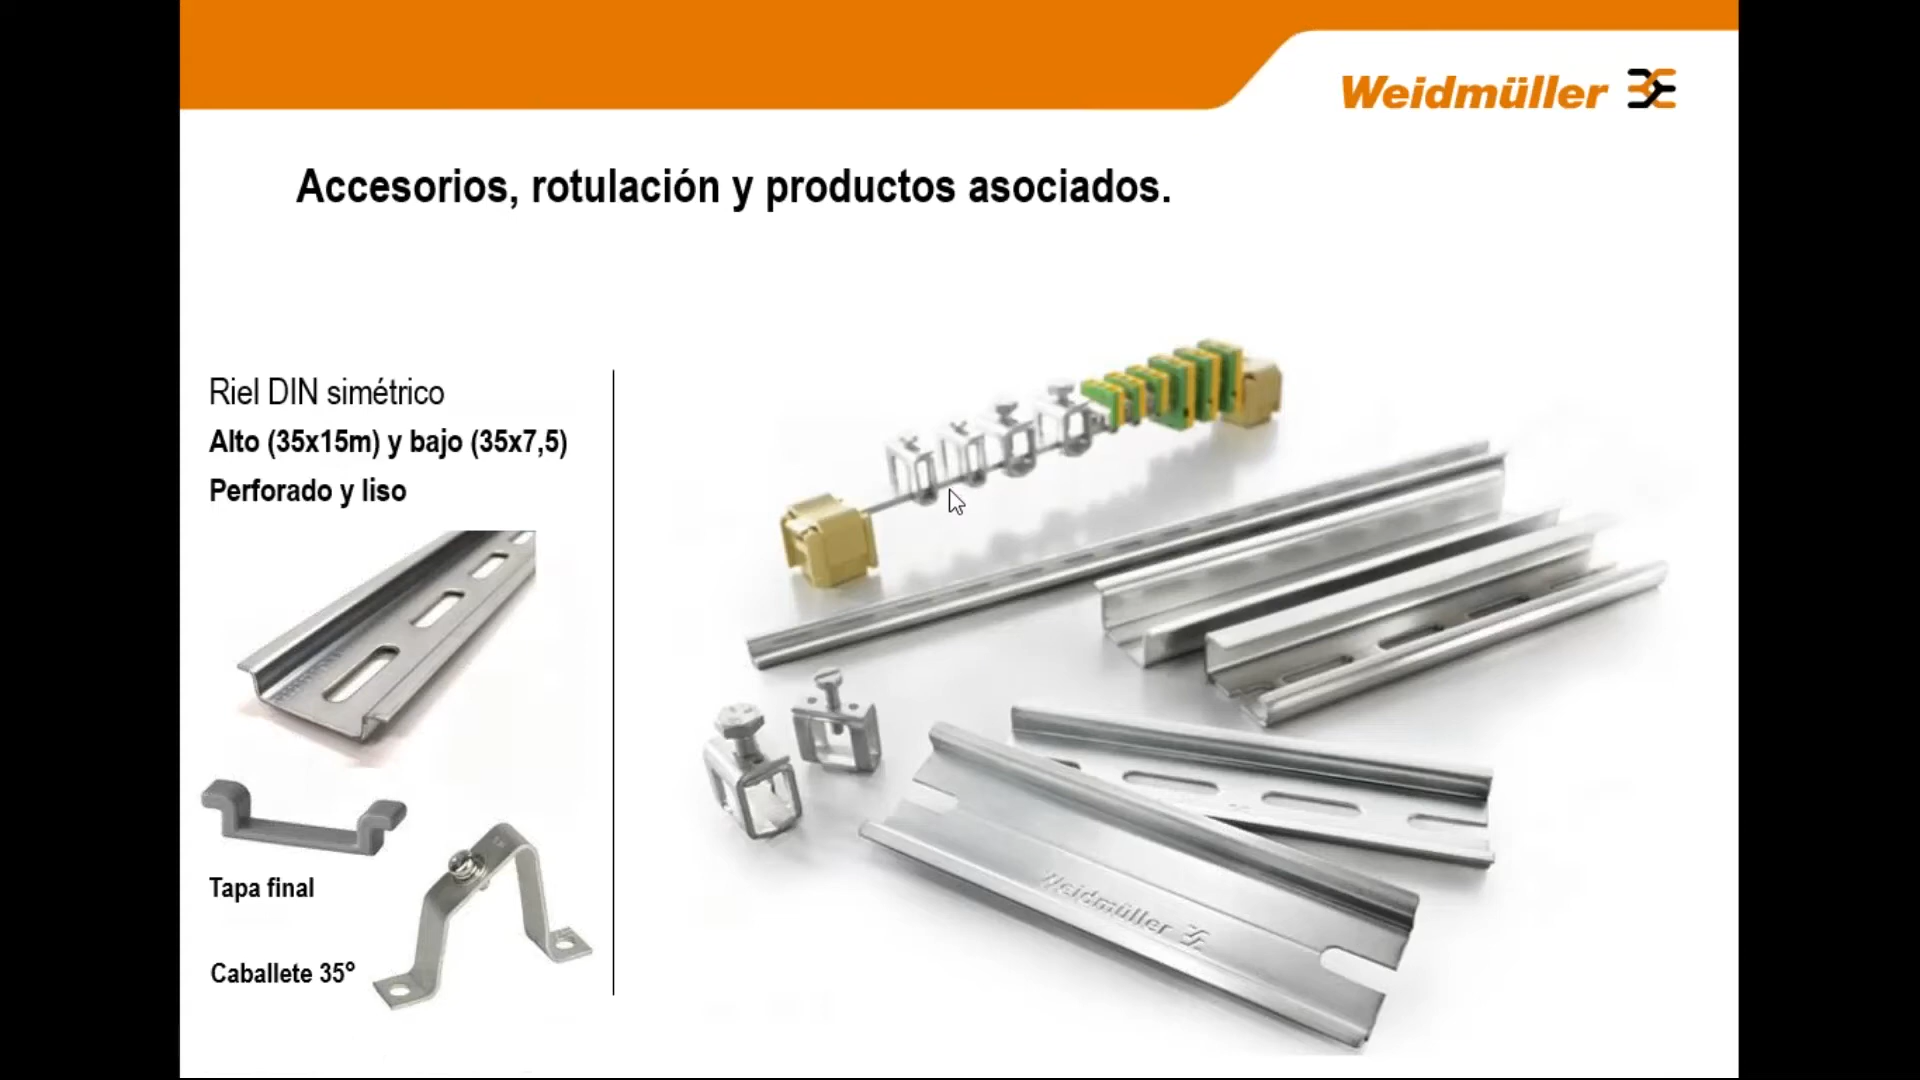 Weidmüller
Accesorios, rotulación y productos asociados.
Riel DIN simétrico
Alto (35x15m) y bajo (35x7,5)
Perforado y liso
Tapa final
Caballete 35°
Weidmüller